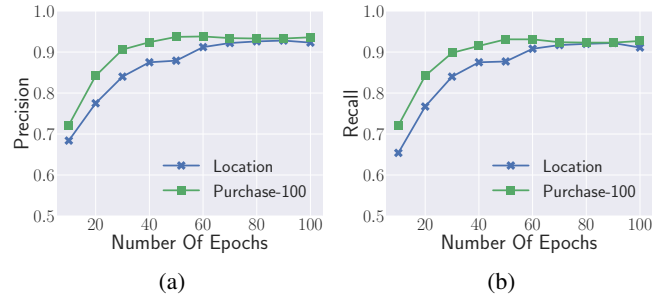 1.0
0.9
0.8
0.7
0.6
0.5
Precision
Location
Purchase-100
20 40 60 80 100
Number Of Epochs
(a)
1.0
0.9
0.8
0.7
0.6
0.5
Recall
Location
Purchase-100
20 40 60 80 100
Number Of Epochs
(b)